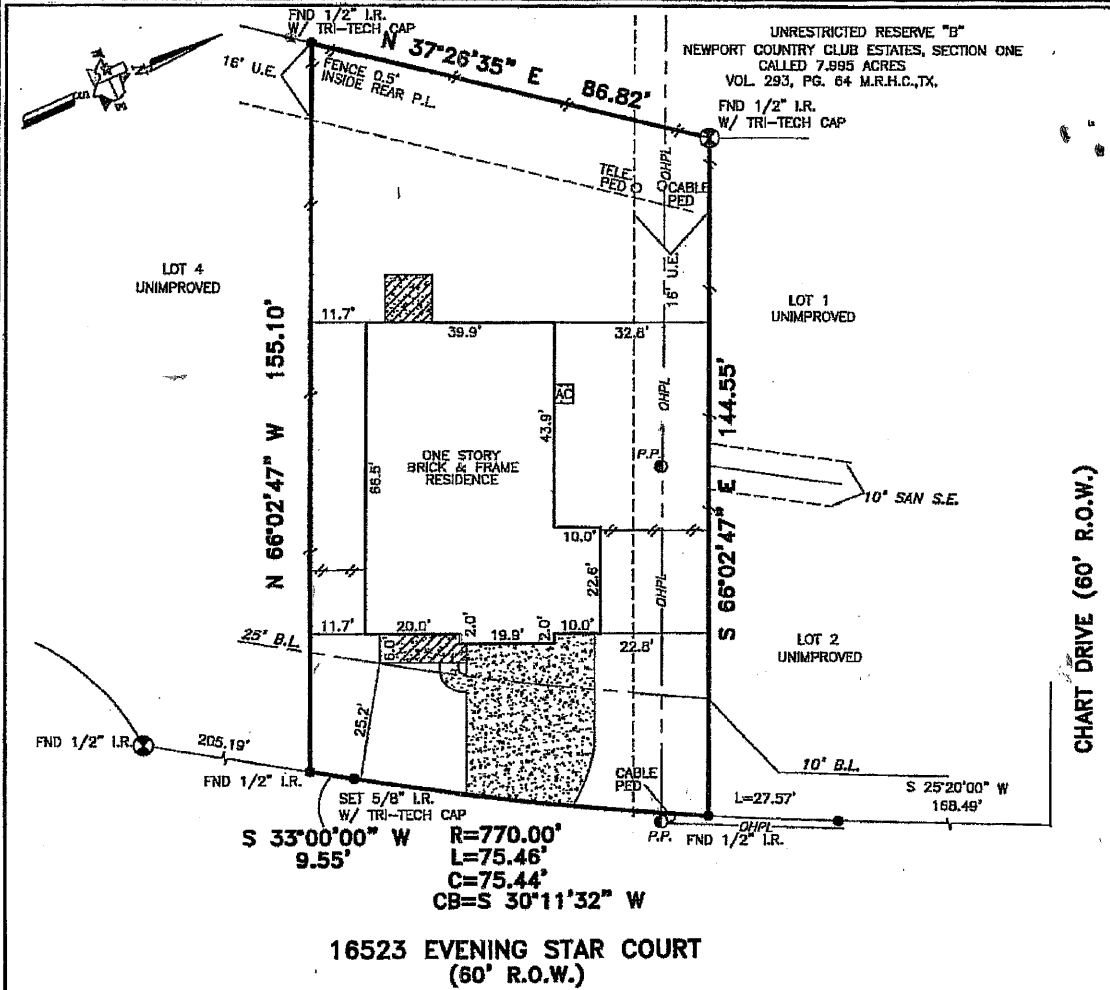 FND 1/2" I.R.
W/ TRI-TECH CAP
N 37°26'35" E 86.82'
UNRESTRICTED RESERVE "B"
NEWPORT COUNTRY CLUB ESTATES, SECTION ONE
CALLED 7.995 ACRES
VOL. 293, PG. 64 M.R.H.C.,TX.
16' U.E.
FENCE 0.5'
INSIDE REAR P.L.
FND 1/2" I.R.
W/ TRI-TECH CAP
TELE.
PED
OHPL
CABLE
PED
16' U.E.
LOT 4
UNIMPROVED
LOT 1
UNIMPROVED
11.7'
39.9'
32.8'
N 66°02'47" W 155.10'
S 66°02'47" E 144.55'
AC
43.9'
OHPL
66.5'
ONE STORY
BRICK & FRAME
RESIDENCE
P.P.
10' SAN S.E.
CHART DRIVE (60' R.O.W.)
10.0'
22.6'
OHPL
11.7'
20.0'
2.0'
19.9'
2.0'
10.0'
22.8'
LOT 2
UNIMPROVED
25' B.L.
6.0'
25.2'
FND 1/2" I.R.
205.19'
FND 1/2" I.R.
SET 5/8" I.R.
W/ TRI-TECH CAP
CABLE
PED
10' B.L.
L=27.57'
S 25°20'00" W
168.49'
OHPL
P.P.
FND 1/2" I.R.
S 33°00'00" W
9.55'
R=770.00'
L=75.46'
C=75.44'
CB=S 30°11'32" W
16523 EVENING STAR COURT
(60' R.O.W.)